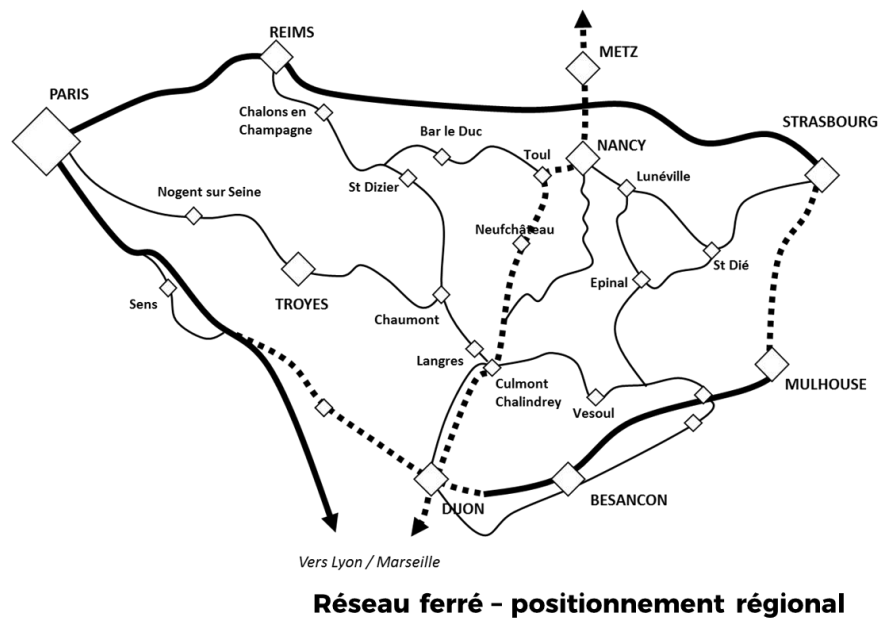 REIMS
METZ
PARIS
Chalons en
Champagne
STRASBOURG
Bar le Duc
NANCY
Toul
Lunéville
Nogent sur Seine
St Dizier
Neufchâteau
St Dié
Sens
TROYES
Epinal
Chaumont
Langres
Culmont
Chalindrey
MULHOUSE
Vesoul
DIJON
BESANCON
Vers Lyon / Marseille
Réseau ferré – positionnement régional